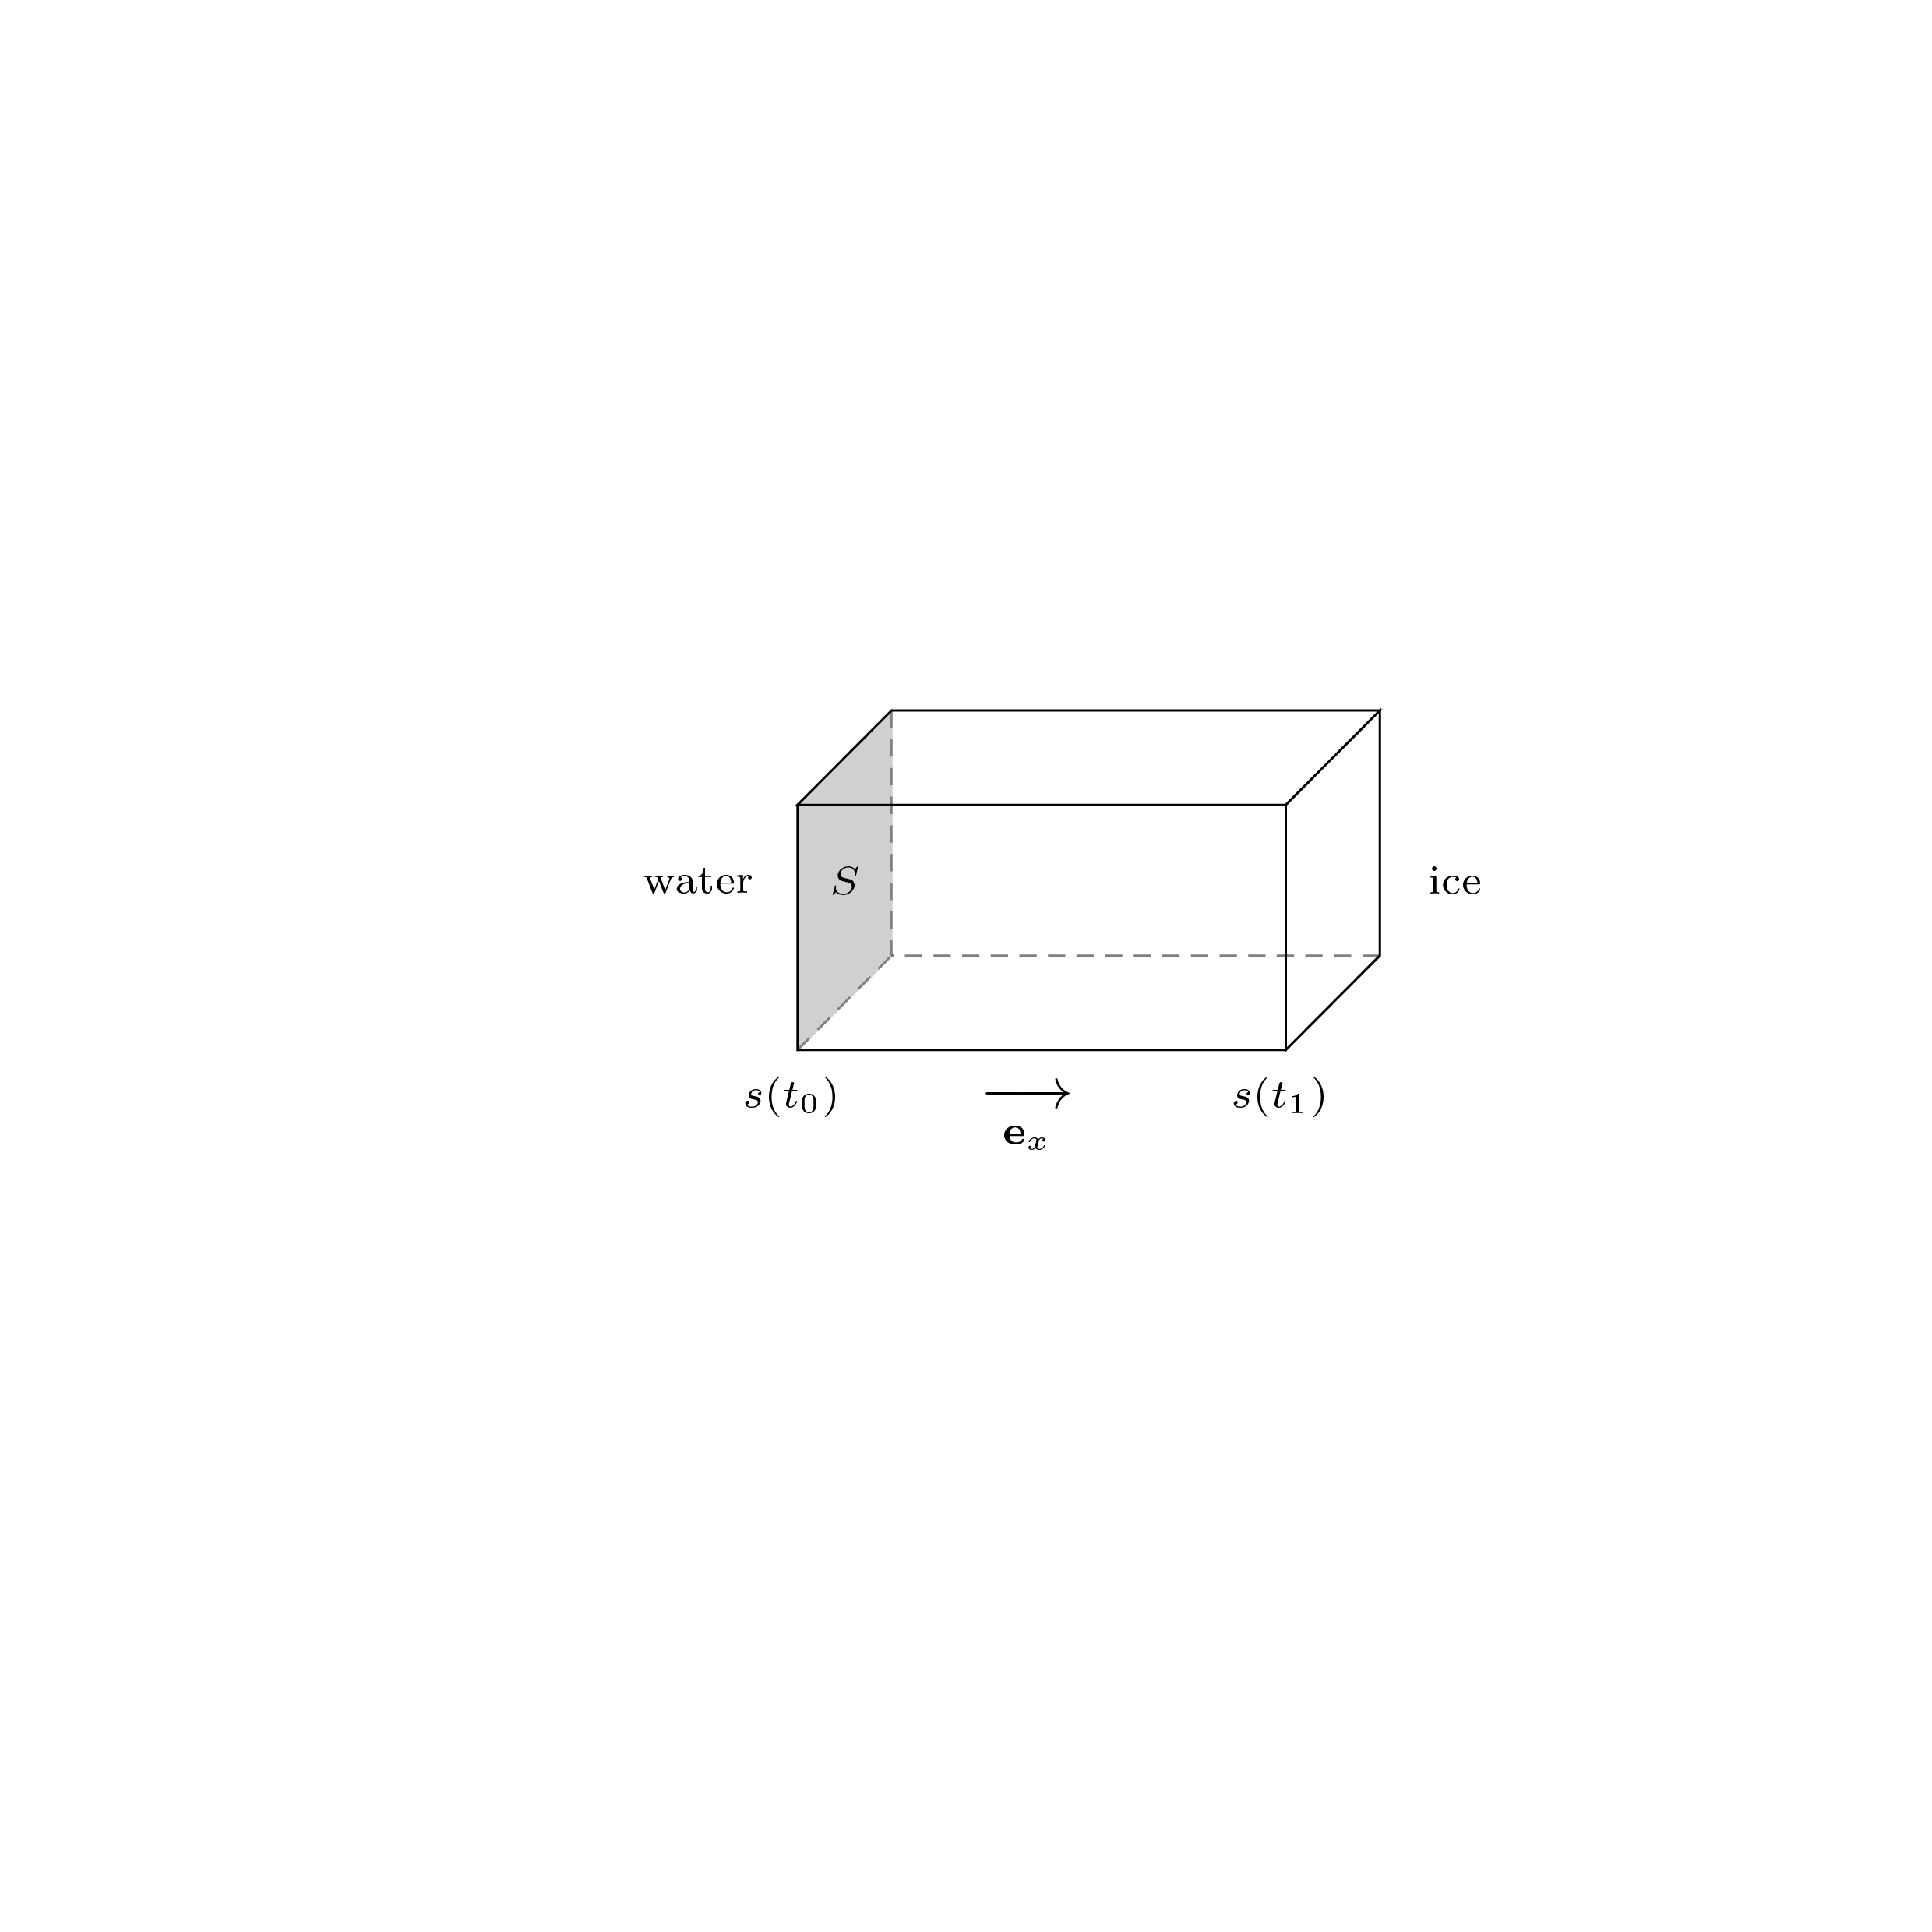 water S ice
s(t₀) s(t₁)
eₓ